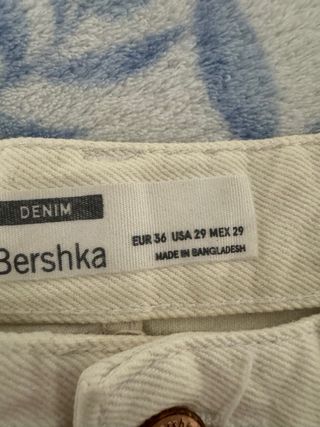 DENIM
Bershka
EUR 36 USA 29 MEX 29
MADE IN BANGLADESH